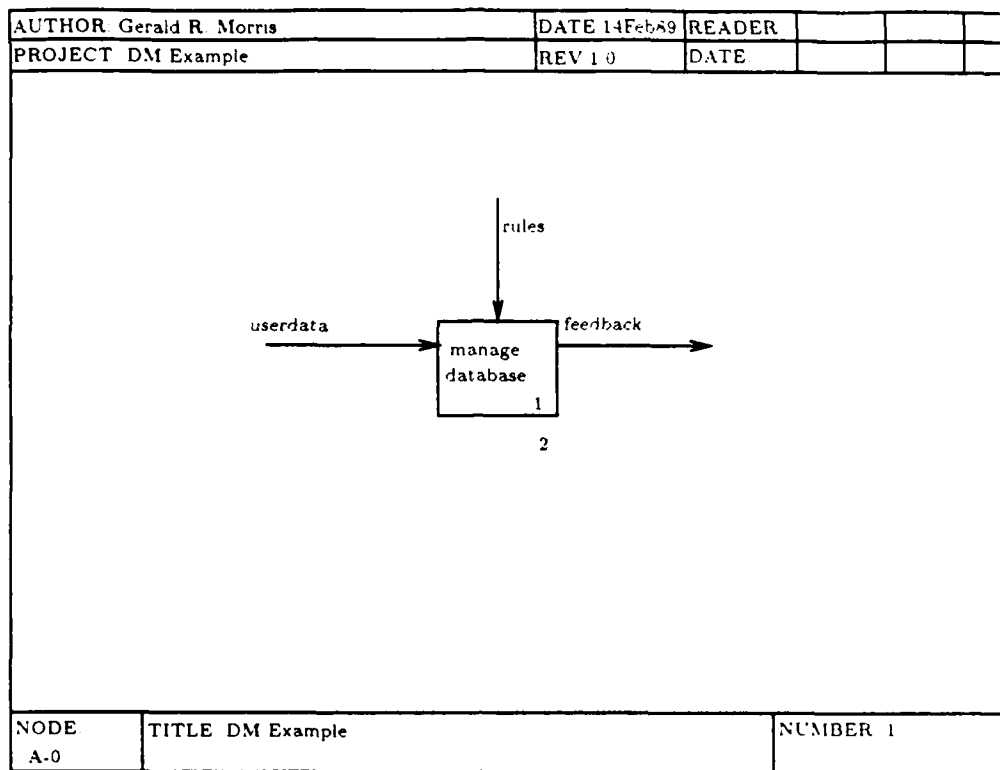 AUTHOR: Gerald R. Morris DATE 14Feb89 READER
PROJECT DM Example REV 1.0 DATE
rules
userdata feedback
manage
database
1
2
NODE TITLE DM Example NUMBER 1
A-0